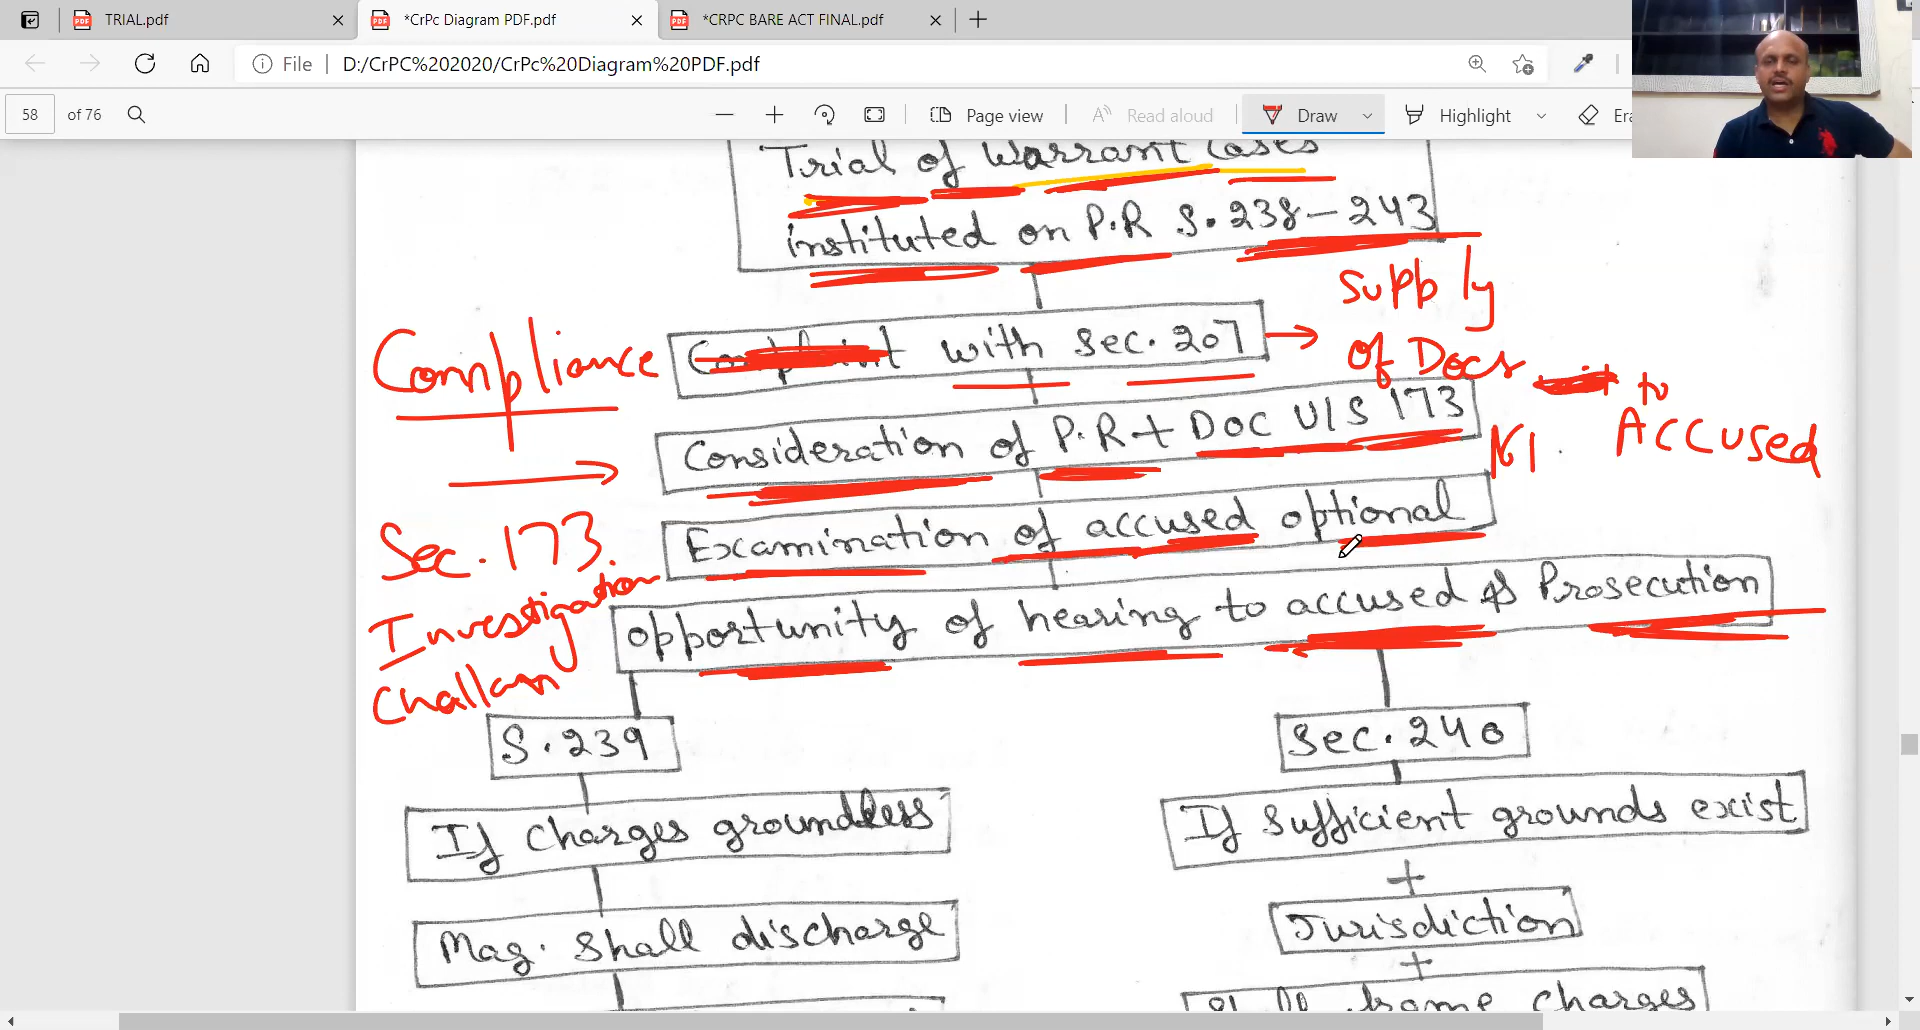 TRIAL.pdf
*CrPc Diagram PDF.pdf
*CRPC BARE ACT FINAL.pdf
File
D:/CrPC%202020/CrPc%20Diagram%20PDF.pdf
58 of 76
Page view
Read aloud
Draw
Highlight
Era
Trial of Warrant Cases
instituted on P.R S. 238 - 243
Supply
of Docs to
Accused
Compliance
with Sec. 207
Consideration of P.R + Doc U/S 173
Sec. 173.
Investigation
Challan
Examination of accused optional
opportunity of hearing to accused & Prosecution
S. 239
Sec. 240
If charges groundless
If Sufficient grounds exist
+
Mag. Shall discharge
Jurisdiction
+
frame charges